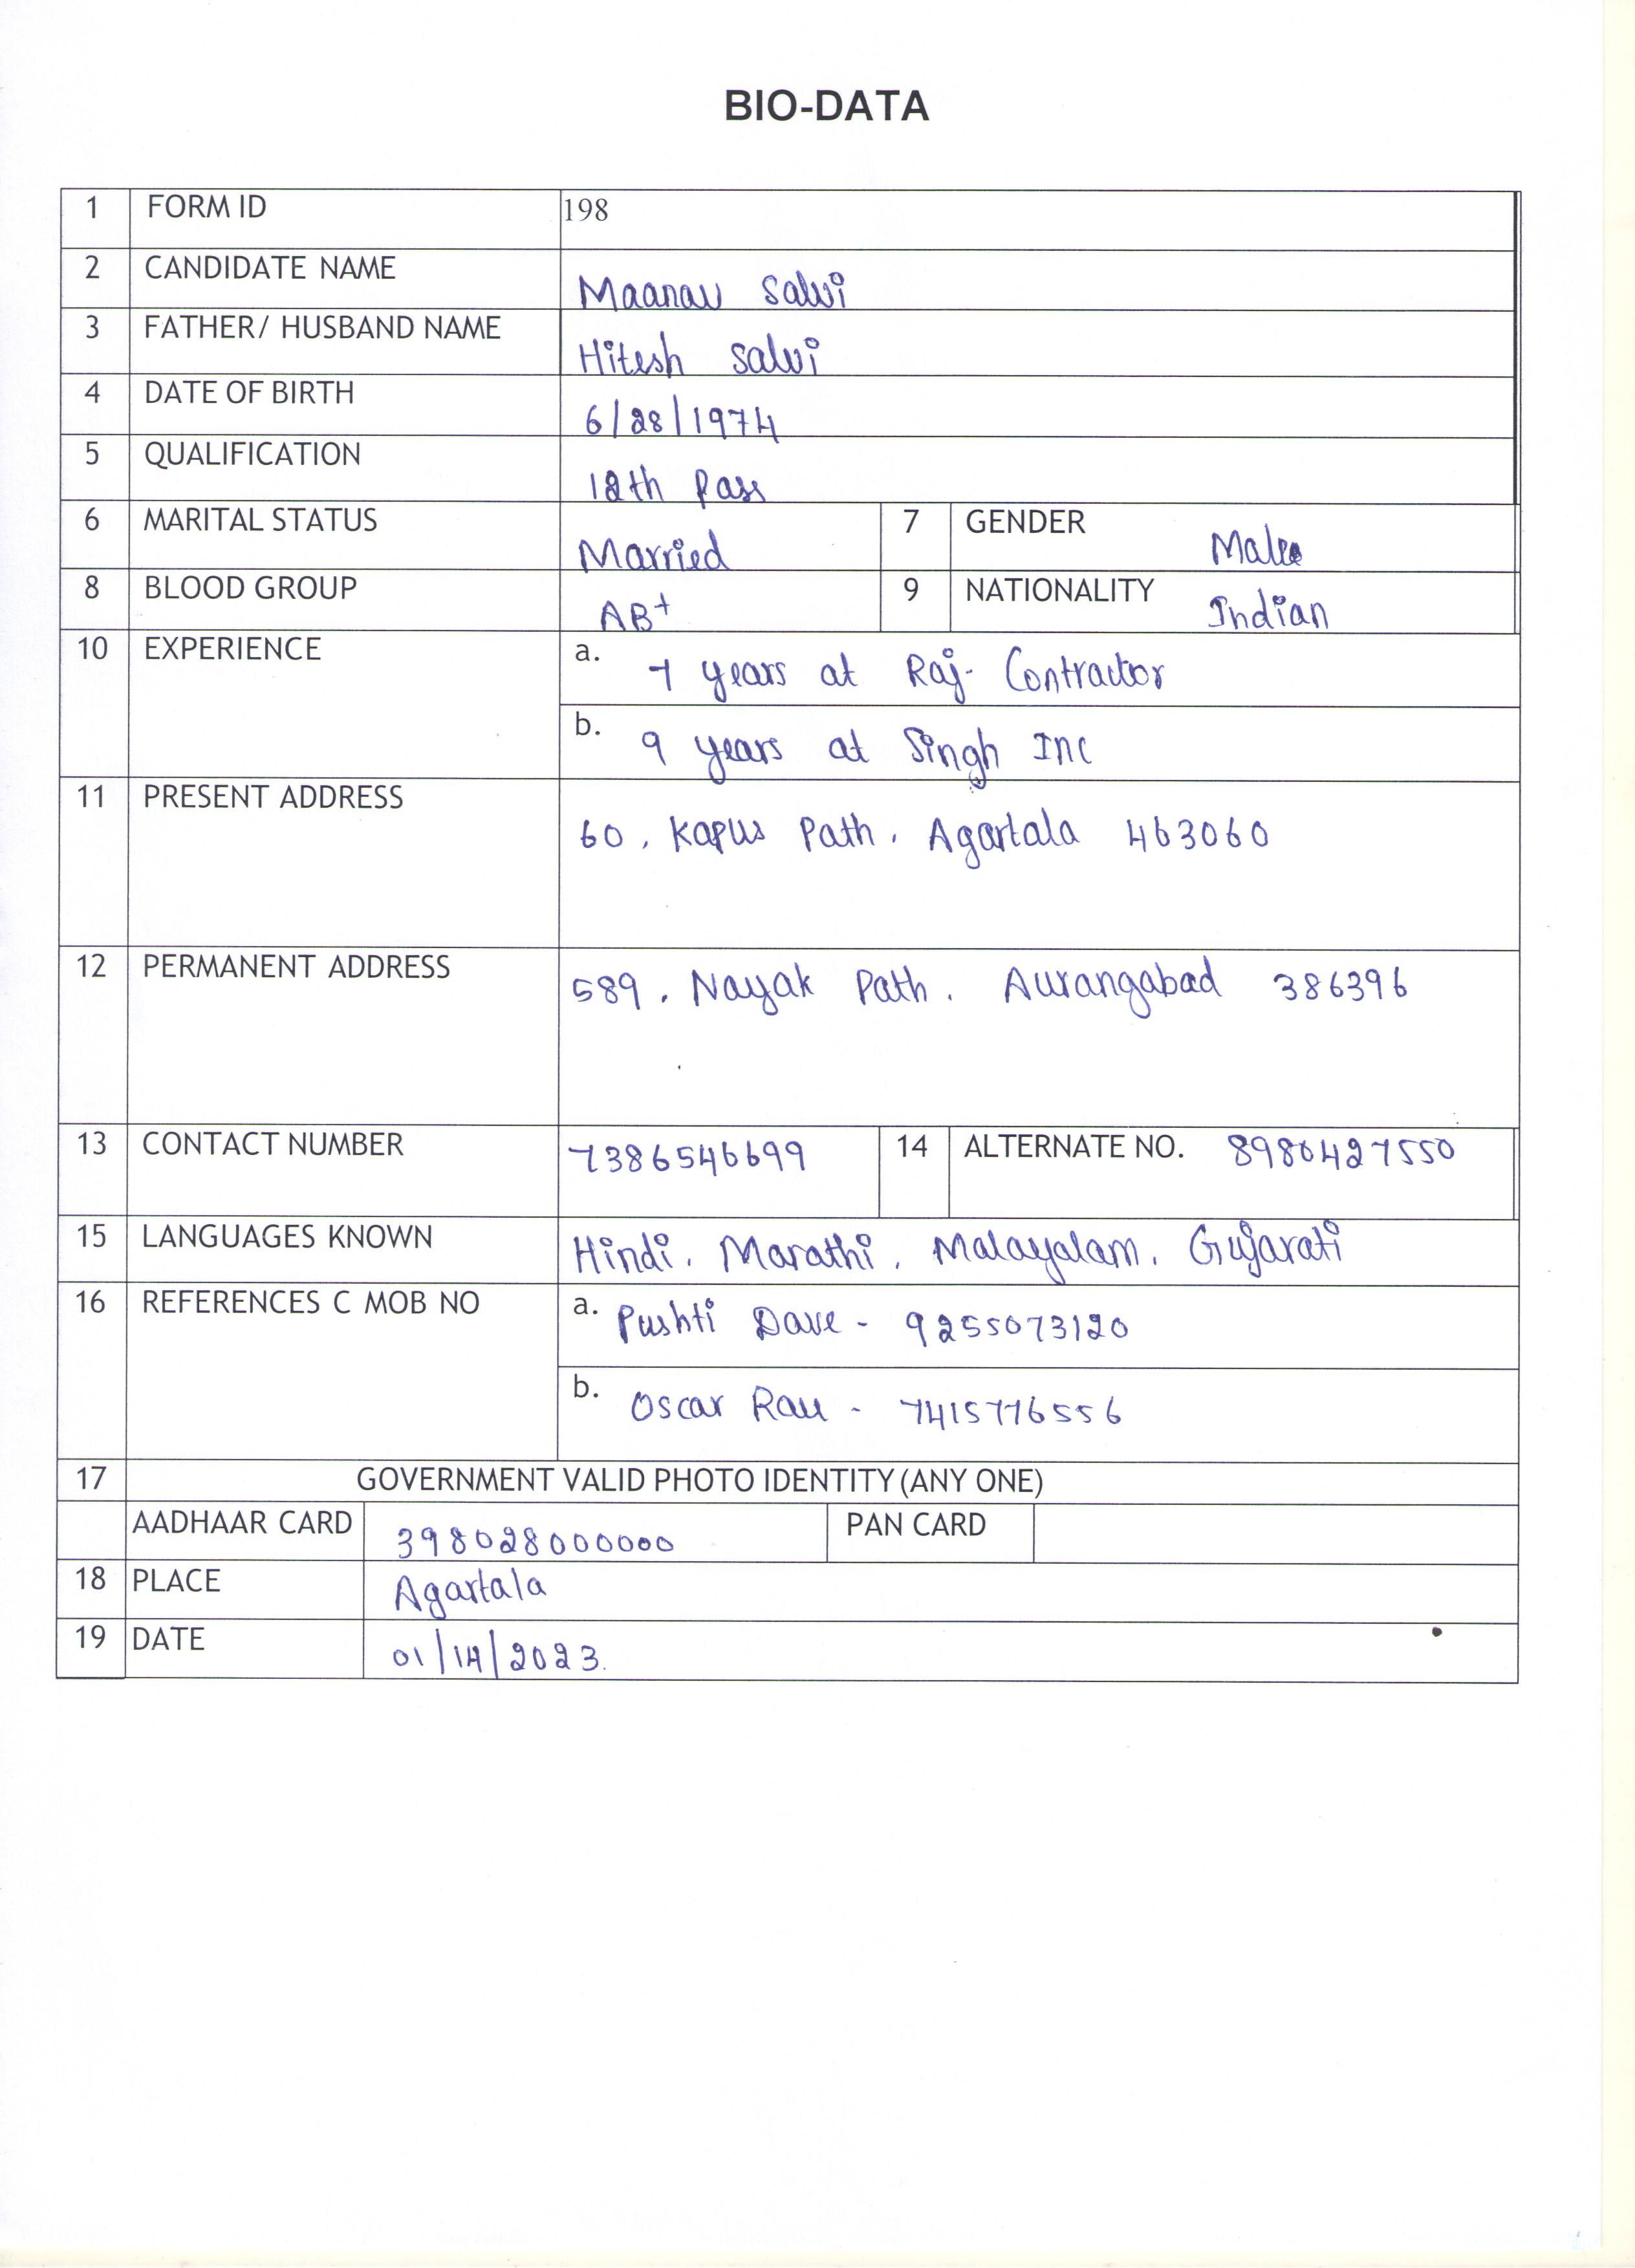 BIO-DATA
1 FORM ID 198
2 CANDIDATE NAME Maanav Salvi
3 FATHER/ HUSBAND NAME Hitesh Salvi
4 DATE OF BIRTH 6/28/1974
5 QUALIFICATION 12th Pass
6 MARITAL STATUS Married 7 GENDER Male
8 BLOOD GROUP AB+ 9 NATIONALITY Indian
10 EXPERIENCE a. 7 years at Raj- Contractor
b. 9 years at Singh Inc
11 PRESENT ADDRESS
60, Kapus Path, Agartala 463060
12 PERMANENT ADDRESS 589, Nayak Path, Aurangabad 386396
13 CONTACT NUMBER 7386546699 14 ALTERNATE NO. 8980427550
15 LANGUAGES KNOWN Hindi, Marathi, Malayalam, Gujarati
16 REFERENCES C MOB NO a. Pushti Dave - 9255073120
b. Oscar Rau - 7415776556
17 GOVERNMENT VALID PHOTO IDENTITY (ANY ONE)
AADHAAR CARD 398028000000 PAN CARD
18 PLACE Agartala
19 DATE 01/14/2023.